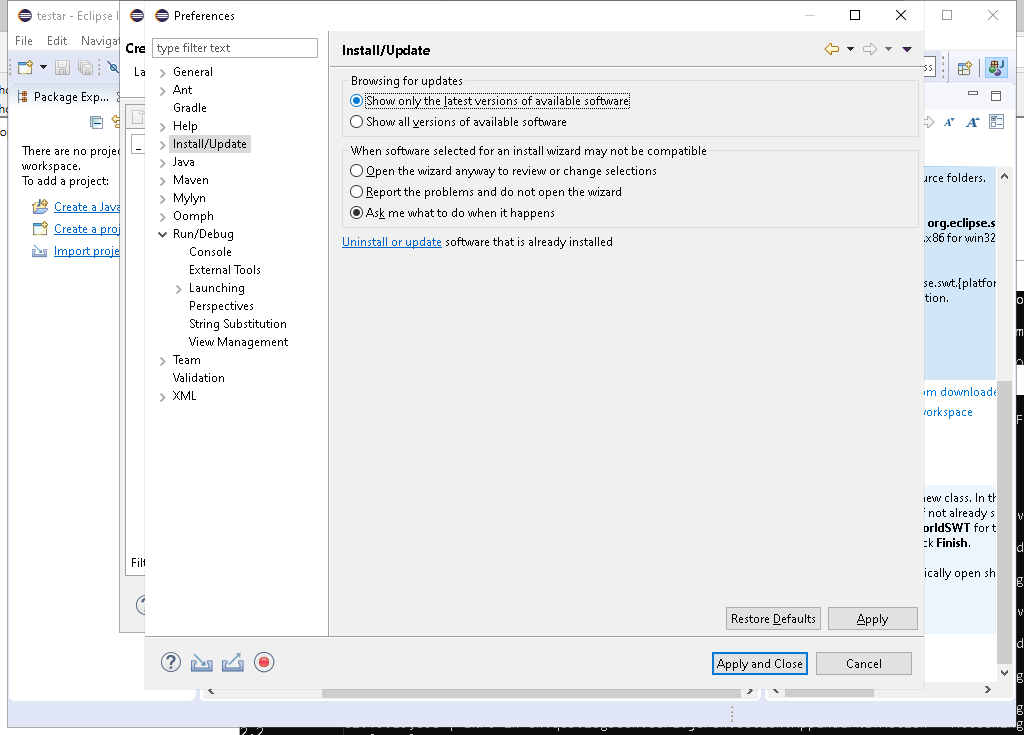 testar - Eclipse I
Preferences
File Edit Navigat
Cre
La
type filter text
Install/Update
General
Ant
Gradle
Help
Install/Update
Java
Maven
Mylyn
Oomph
Run/Debug
Console
External Tools
Launching
Perspectives
String Substitution
View Management
Team
Validation
XML
Browsing for updates
Show only the latest versions of available software
Show all versions of available software
When software selected for an install wizard may not be compatible
Open the wizard anyway to review or change selections
Report the problems and do not open the wizard
Ask me what to do when it happens
Uninstall or update software that is already installed
Restore Defaults Apply
Apply and Close Cancel
Package Exp...
There are no projec
workspace.
To add a project:
Create a Java
Create a proj
Import proje
Filt
urce folders.
org.eclipse.s
.x86 for win32
se.swt.{platfor
tion.
om downloade
workspace
new class. In th
f not already s
orldSWT for t
ck Finish.
ically open sh